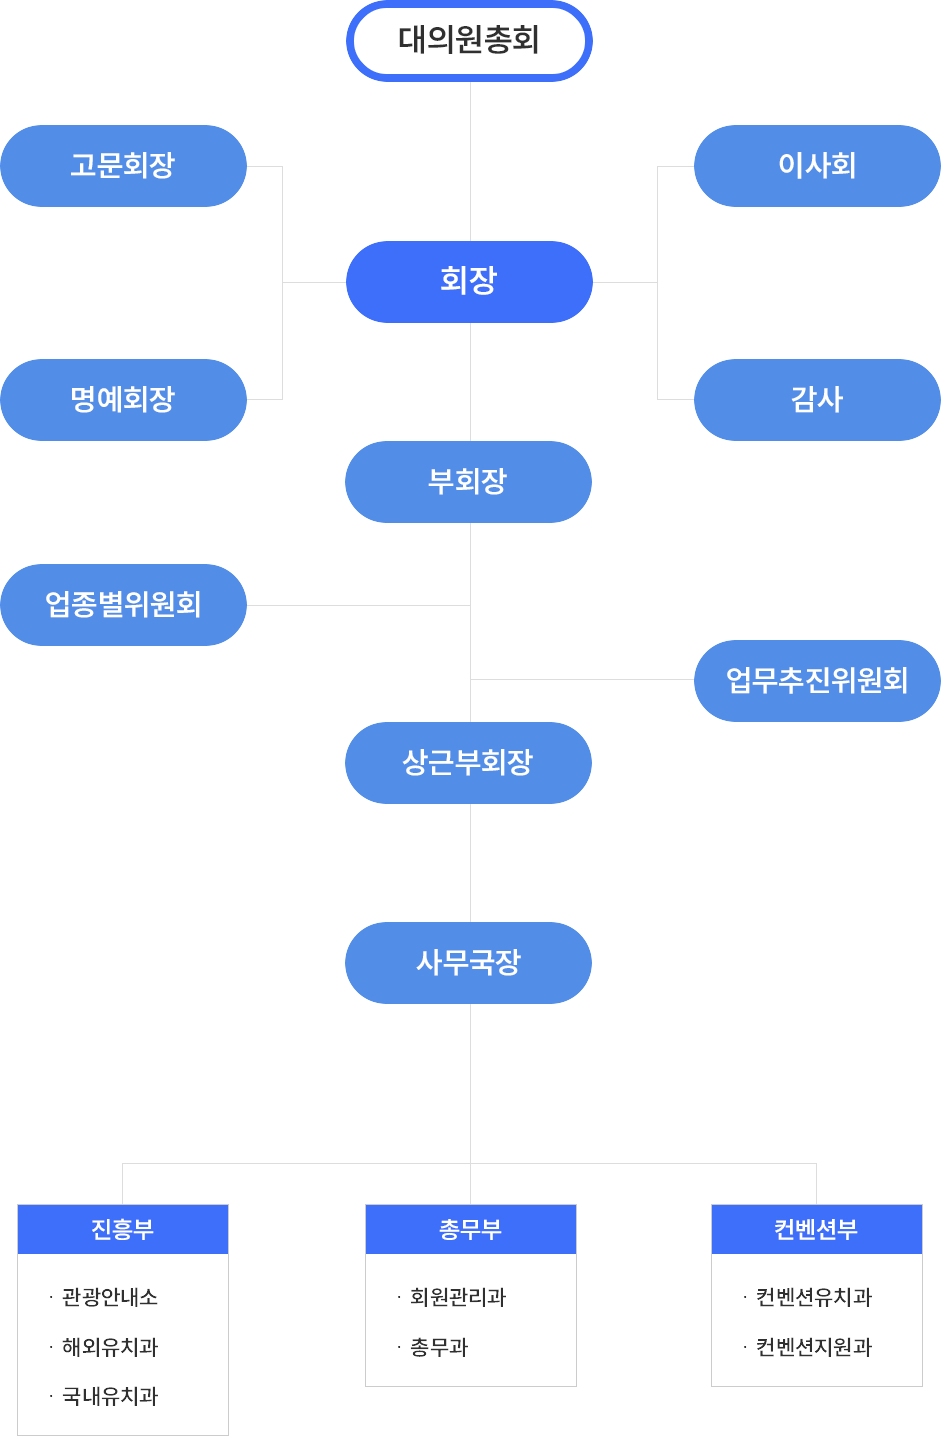 대의원총회
고문회장
이사회
회장
명예회장
감사
부회장
업종별위원회
업무추진위원회
상근부회장
사무국장
진흥부
· 관광안내소
· 해외유치과
· 국내유치과
총무부
· 회원관리과
· 총무과
컨벤션부
· 컨벤션유치과
· 컨벤션지원과